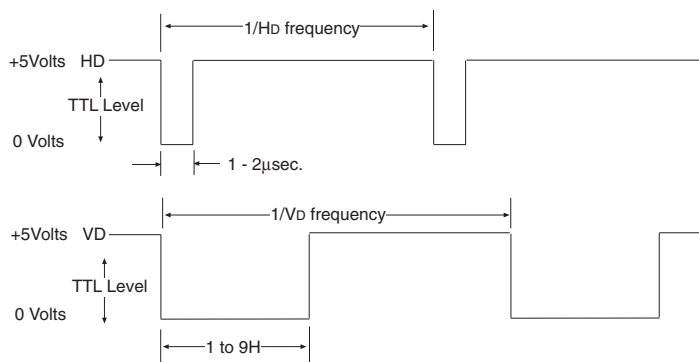 1/HD frequency
+5Volts HD
TTL Level
0 Volts
1 - 2μsec.
1/VD frequency
+5Volts VD
TTL Level
0 Volts
1 to 9H